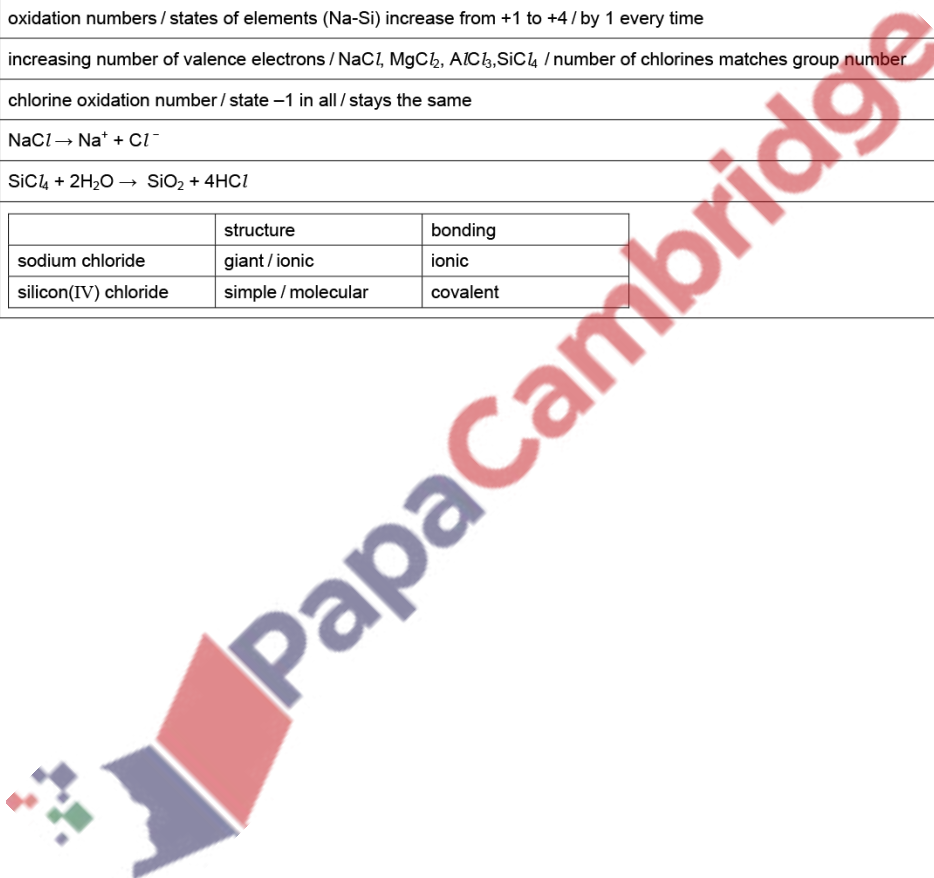 oxidation numbers / states of elements (Na-Si) increase from +1 to +4 / by 1 every time
increasing number of valence electrons / NaCl, MgCl₂, AlCl₃,SiCl₄ / number of chlorines matches group number
chlorine oxidation number / state –1 in all / stays the same
NaCl → Na⁺ + Cl⁻
SiCl₄ + 2H₂O → SiO₂ + 4HCl
structure bonding
sodium chloride giant / ionic ionic
silicon(IV) chloride simple / molecular covalent
PapaCambridge